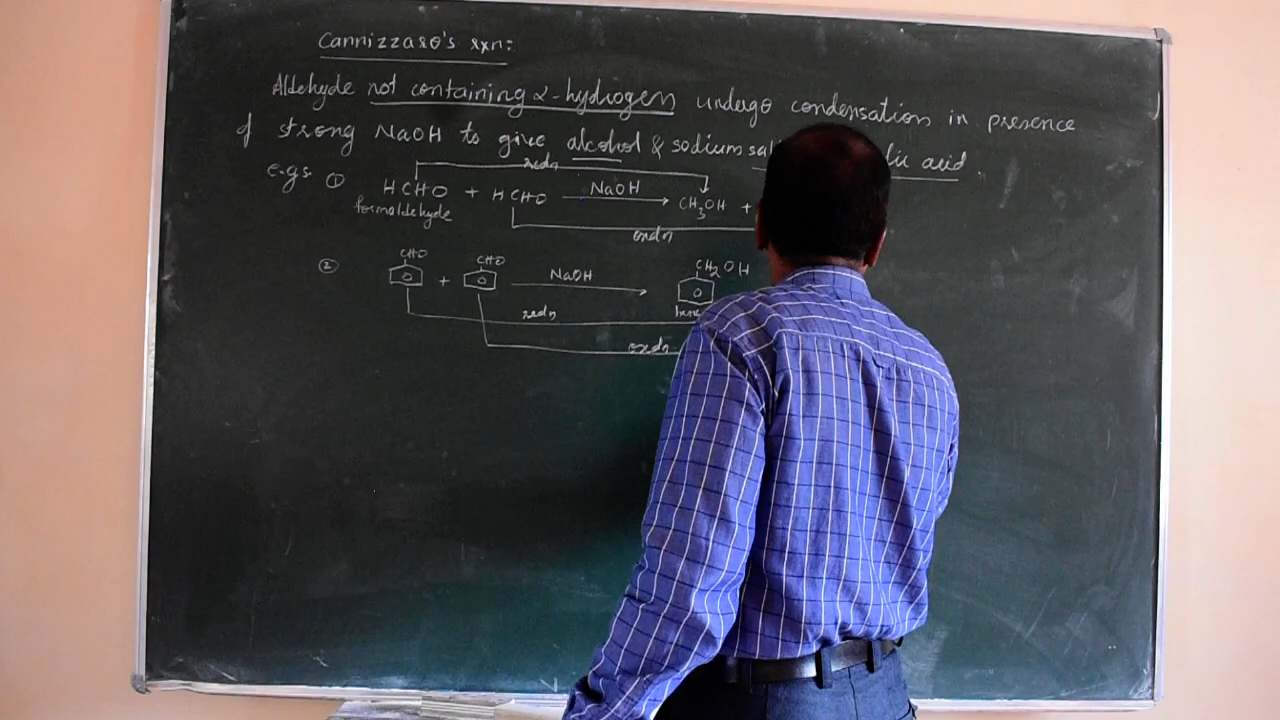 Cannizzaro's rxn:
Aldehyde not containing α-hydrogen undergo condensation in presence
of strong NaOH to give alcohol & sodium acid.
e.gs ① HCHO + HCHO NaOH CH₃OH +
redn
formaldehyde
oxdn
② CHO CHO NaOH CH₂OH
+
redn
oxdn